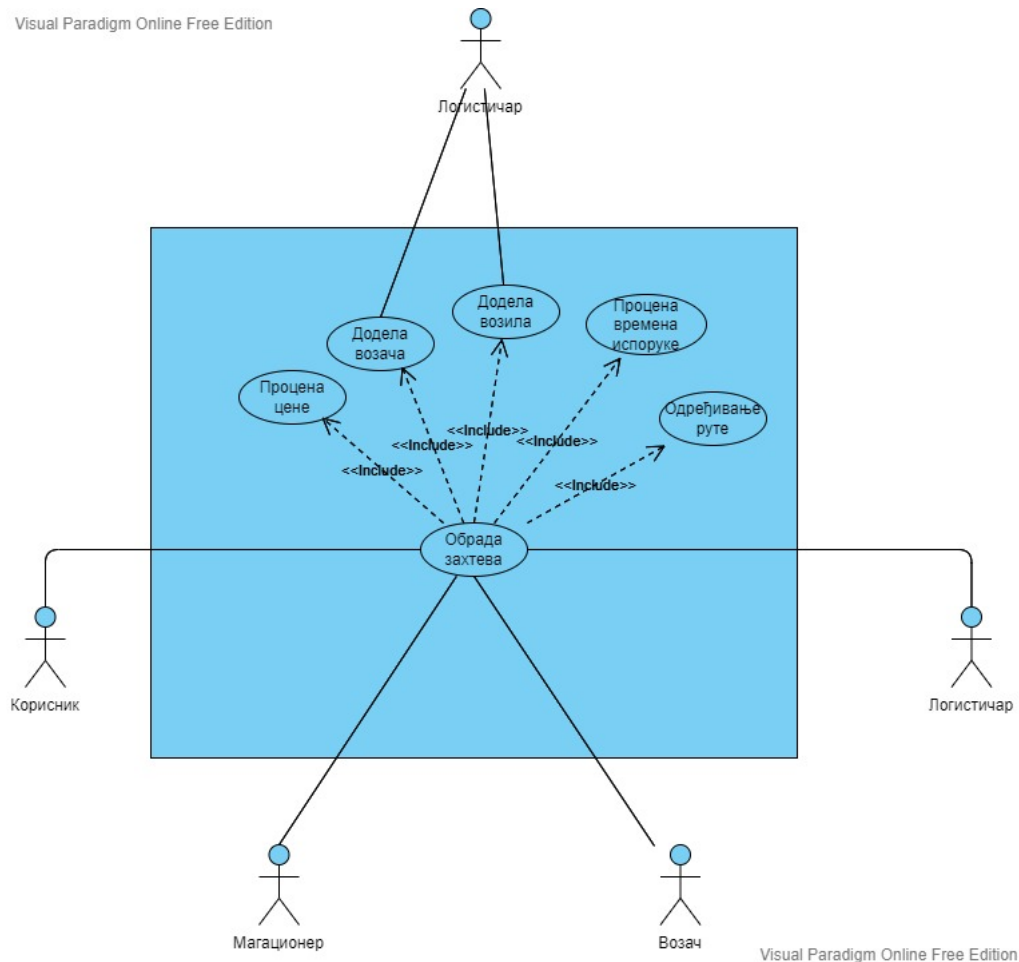 Visual Paradigm Online Free Edition
Логистичар
Додела
возила
Процена
времена
испоруке
Додела
возача
Процена
цене
Одређивање
руте
<<Include>>
<<Include>>
<<Include>>
<<Include>>
<<Include>>
Обрада
захтева
Корисник
Логистичар
Магационер
Возач
Visual Paradigm Online Free Edition